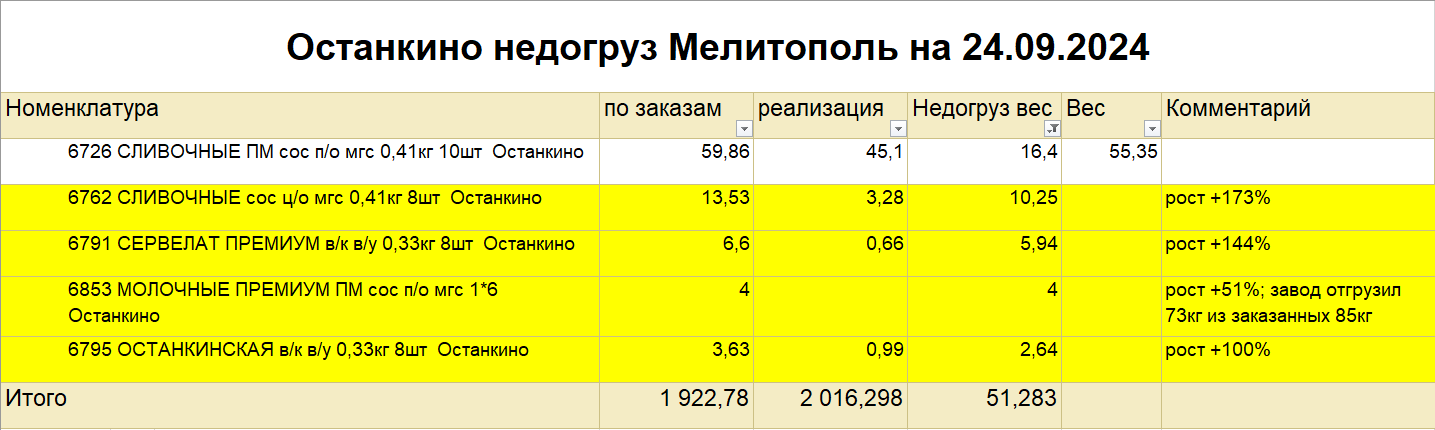 Останкино недогруз Мелитополь на 24.09.2024
Номенклатура по заказам реализация Недогруз вес Вес Комментарий
6726 СЛИВОЧНЫЕ ПМ сос п/о мгс 0,41кг 10шт Останкино 59,86 45,1 16,4 55,35
6762 СЛИВОЧНЫЕ сос ц/о мгс 0,41кг 8шт Останкино 13,53 3,28 10,25 рост +173%
6791 СЕРВЕЛАТ ПРЕМИУМ в/к в/у 0,33кг 8шт Останкино 6,6 0,66 5,94 рост +144%
6853 МОЛОЧНЫЕ ПРЕМИУМ ПМ сос п/о мгс 1*6 4 4 рост +51%; завод отгрузил
Останкино 73кг из заказанных 85кг
6795 ОСТАНКИНСКАЯ в/к в/у 0,33кг 8шт Останкино 3,63 0,99 2,64 рост +100%
Итого 1 922,78 2 016,298 51,283